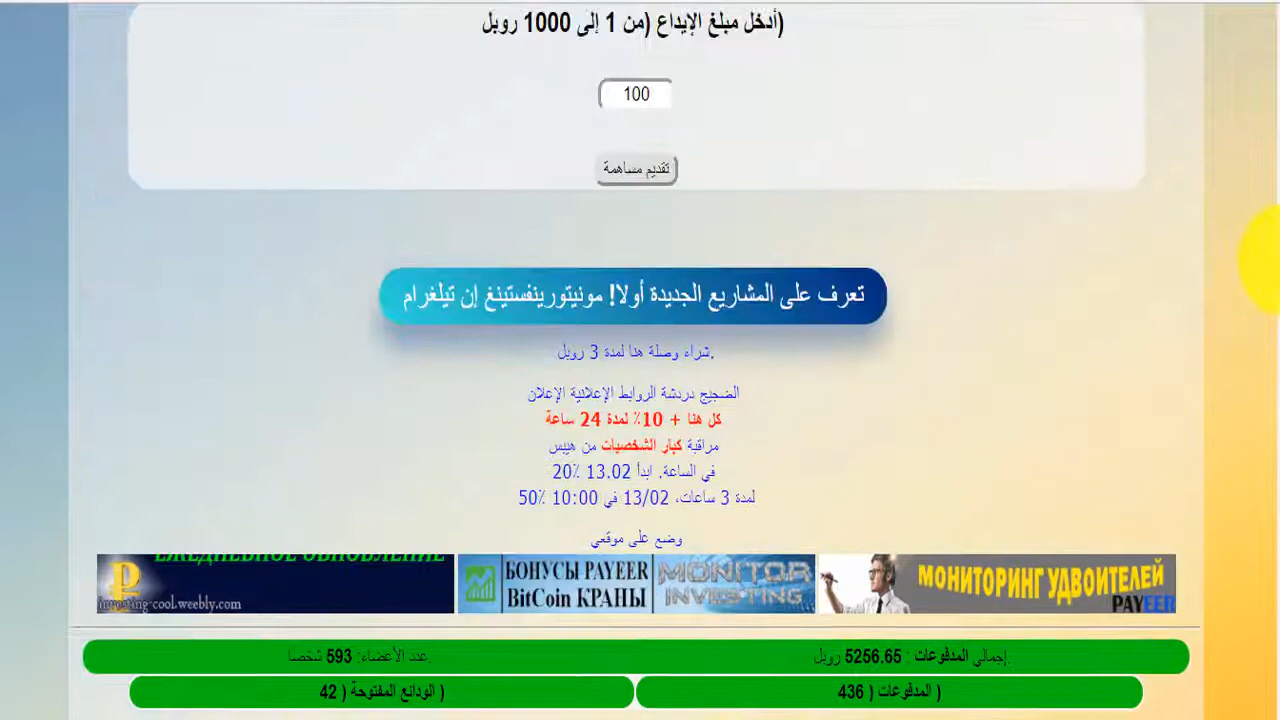 (أدخل مبلغ الإيداع (من 1 إلى 1000 روبل
100
تقديم مساهمة
تعرف على المشاريع الجديدة أولا! مونيتورينفستينغ إن تيلغرام
.شراء وصلة هنا لمدة 3 روبل
الضجيج دردشة الروابط الإعلانية الإعلان
كل هنا + 10٪ لمدة 24 ساعة
مراقبة كبار الشخصيات من هيبس
في الساعة. ابدأ 13.02 20٪
لمدة 3 ساعات، 13/02 في 10:00 50٪
وضع على موقعي
ЕЖЕДНЕВНОЕ ОБНОВЛЕНИЕ
investing-cool.weebly.com
БОНУСЫ PAYEER
BitCoin КРАНЫ
MONITOR
INVESTING
МОНИТОРИНГ УДВОИТЕЛЕЙ
PAYEER
.إجمالي المدفوعات : 5256.65 روبل
.عدد الأعضاء: 593 شخصا
( المدفوعات ( 436
( الودائع المفتوحة ( 42